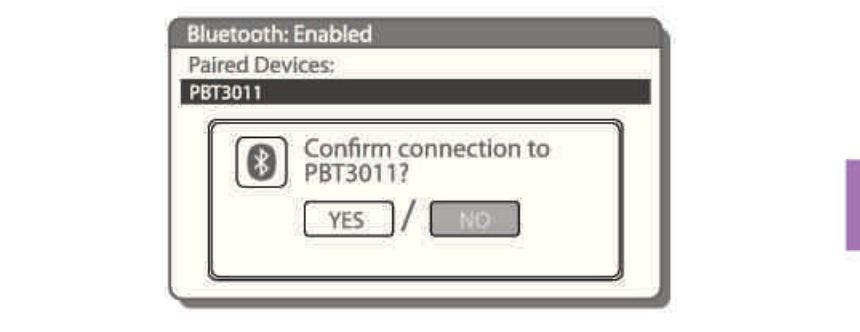 Bluetooth: Enabled
Paired Devices:
PBT3011
Confirm connection to
PBT3011?
YES / NO